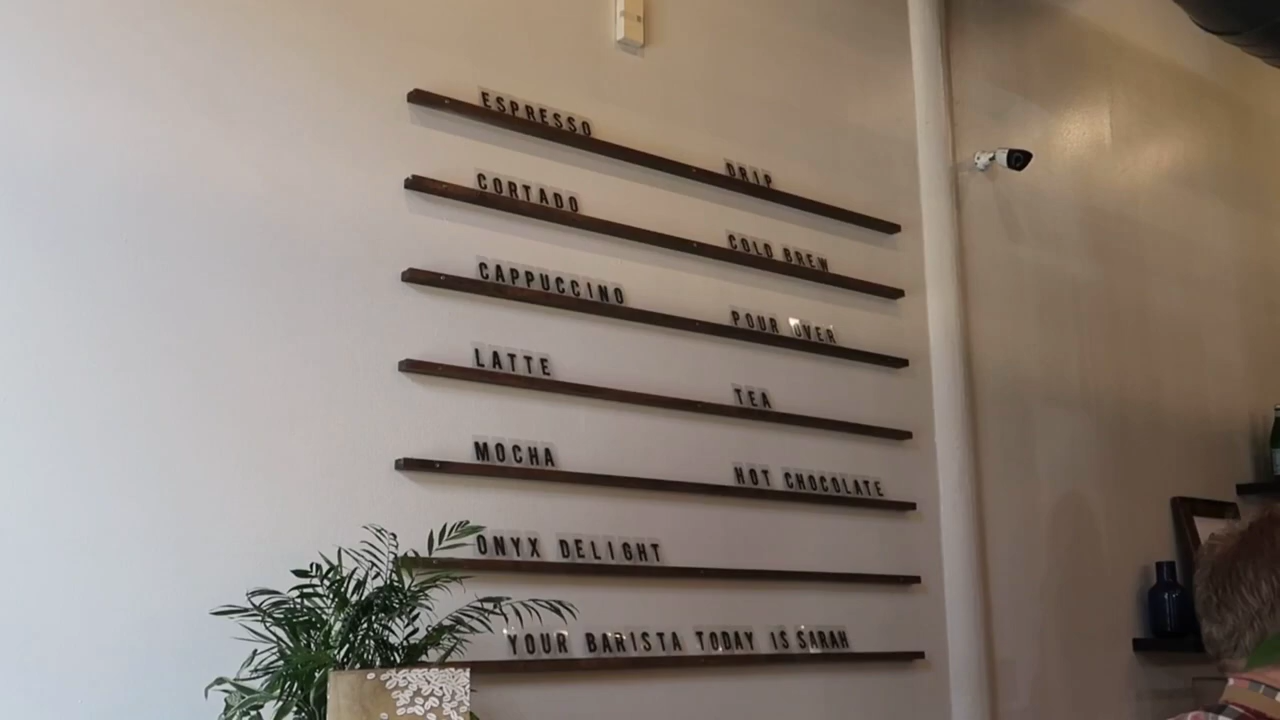 ESPRESSO
DRIP
CORTADO
COLD BREW
CAPPUCCINO
POUR OVER
LATTE
TEA
MOCHA
HOT CHOCOLATE
ONYX DELIGHT
YOUR BARISTA TODAY IS SARAH